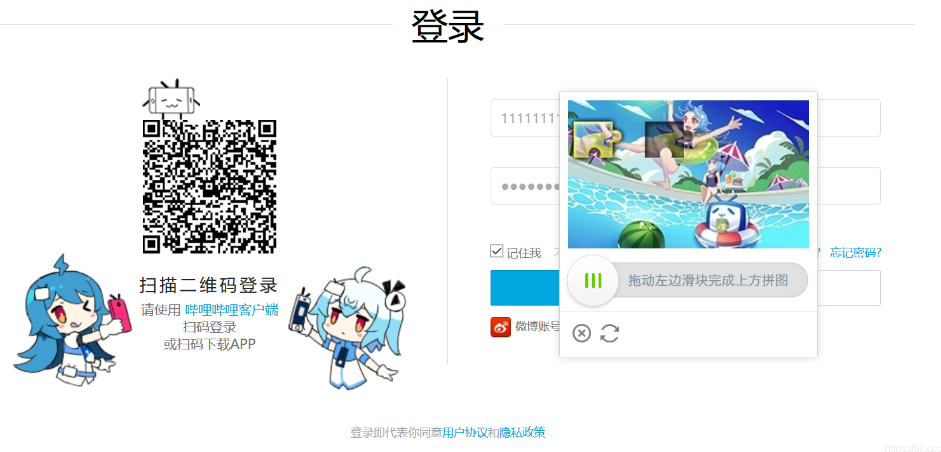 登录
扫描二维码登录
请使用 哔哩哔哩客户端
扫码登录
或扫码下载APP
11111111
●●●●●●●
记住我
忘记密码?
拖动左边滑块完成上方拼图
微博账号
登录即代表你同意用户协议和隐私政策
https://blog.c